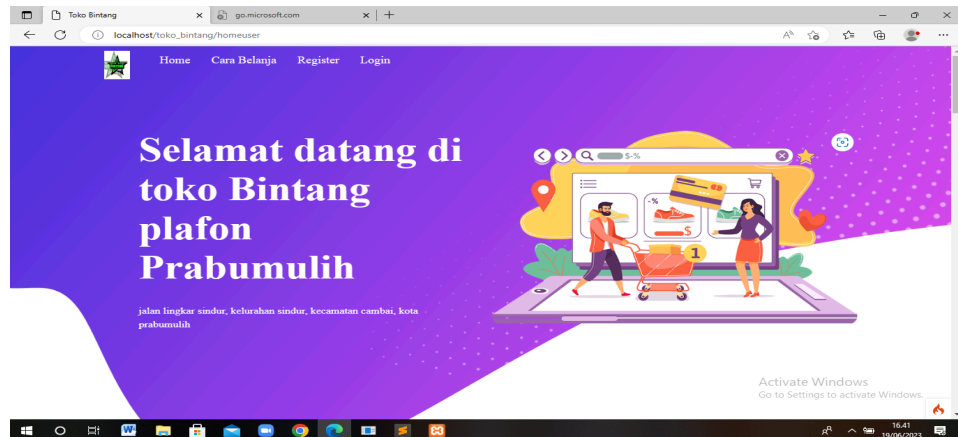 Toko Bintang
go.microsoft.com
localhost/toko_bintang/homeuser
Home Cara Belanja Register Login
Selamat datang di
toko Bintang
plafon
Prabumulih
jalan lingkar sindur, kelurahan sindur, kecamatan cambai, kota
prabumulih
$-%
-%
$
1
Activate Windows
Go to Settings to activate Windows.
16.41
19/06/2023